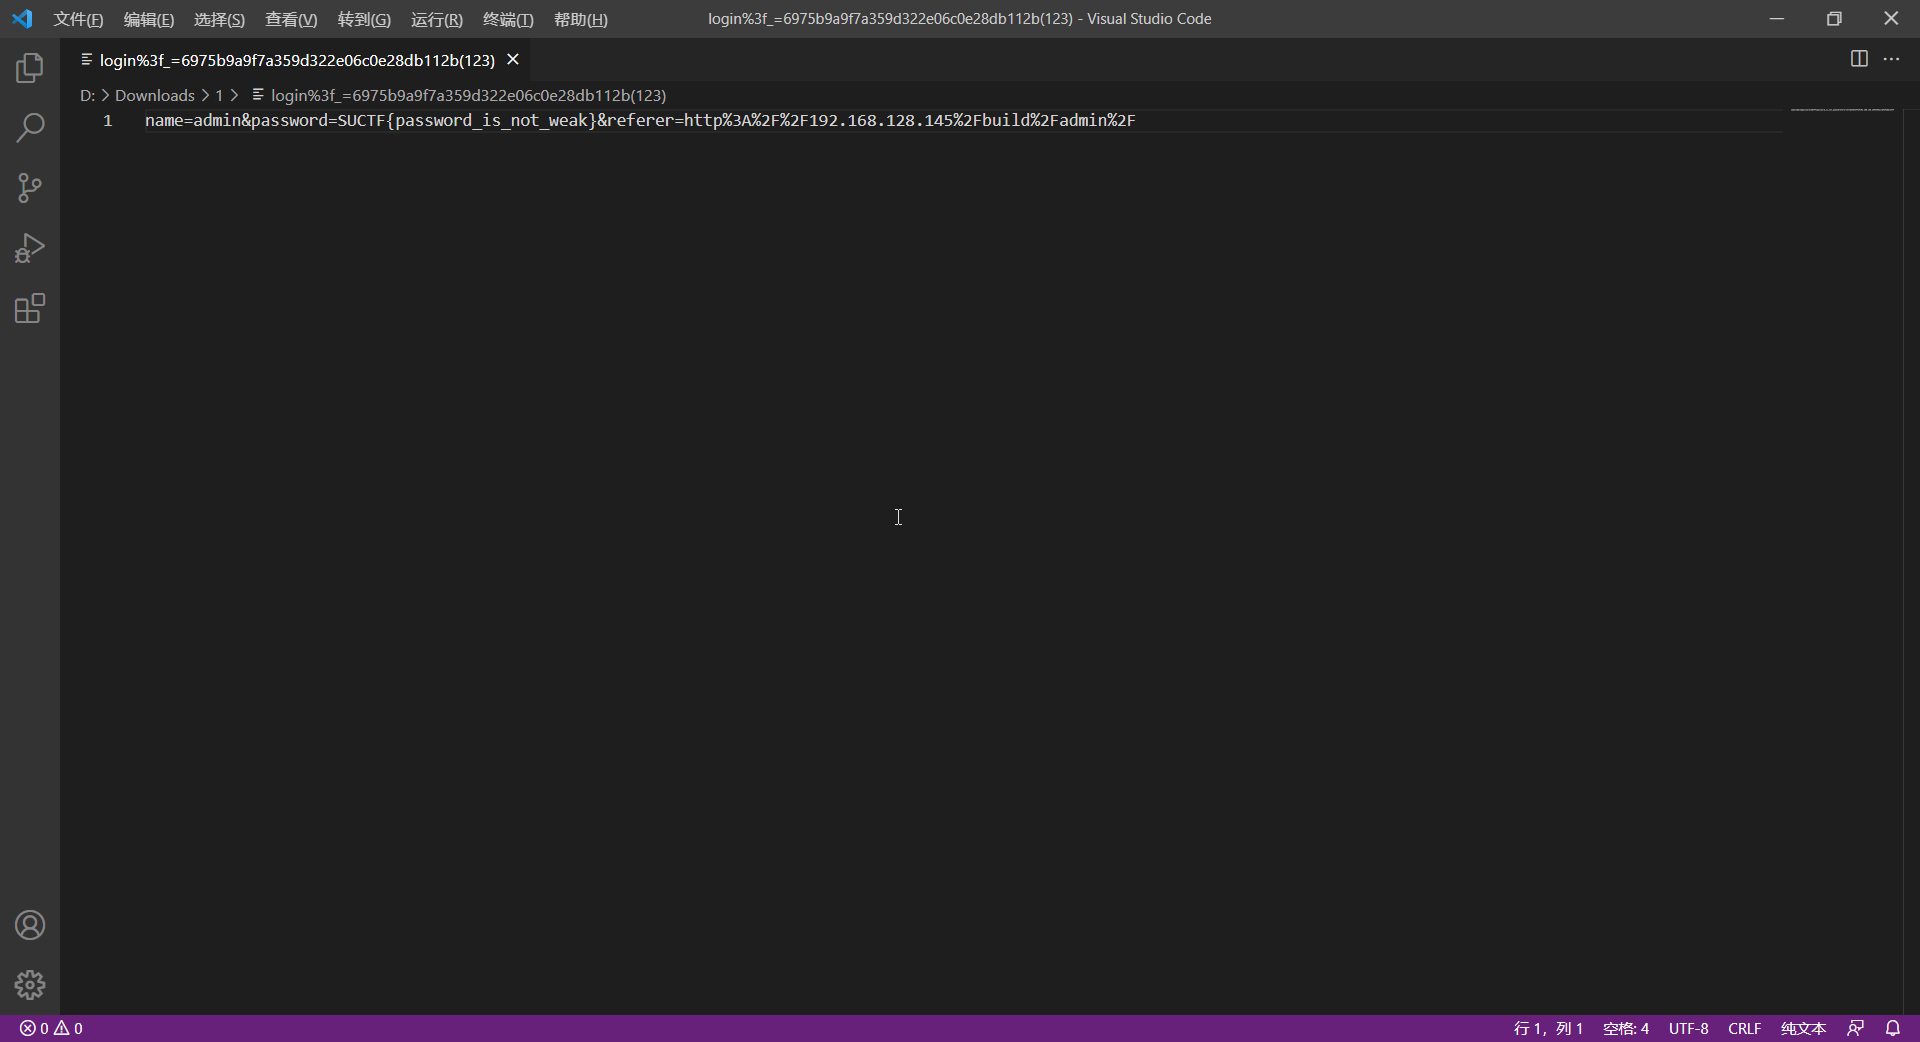 文件(F) 编辑(E) 选择(S) 查看(V) 转到(G) 运行(R) 终端(T) 帮助(H) login%3f_=6975b9a9f7a359d322e06c0e28db112b(123) - Visual Studio Code
login%3f_=6975b9a9f7a359d322e06c0e28db112b(123)
D: > Downloads > 1 > login%3f_=6975b9a9f7a359d322e06c0e28db112b(123)
1 name=admin&password=SUCTF{password_is_not_weak}&referer=http%3A%2F%2F192.168.128.145%2Fbuild%2Fadmin%2F
0 0 行 1，列 1 空格: 4 UTF-8 CRLF 纯文本